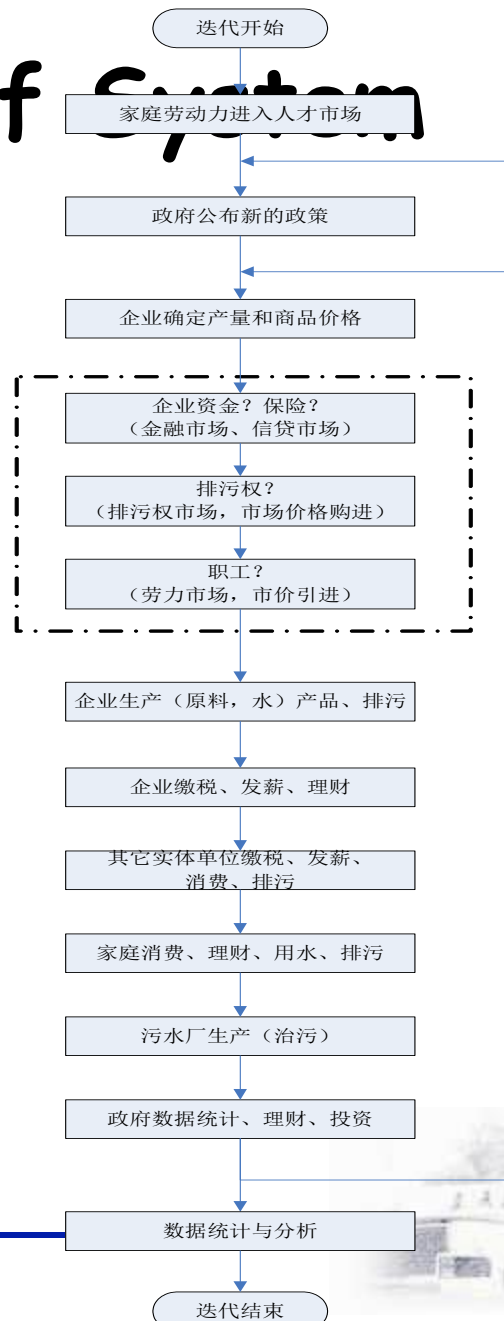 迭代开始
f System
家庭劳动力进入人才市场
政府公布新的政策
企业确定产量和商品价格
企业资金？保险？
（金融市场、信贷市场）
排污权？
（排污权市场，市场价格购进）
职工？
（劳力市场，市价引进）
企业生产（原料，水）产品、排污
企业缴税、发薪、理财
其它实体单位缴税、发薪、
消费、排污
家庭消费、理财、用水、排污
污水厂生产（治污）
政府数据统计、理财、投资
数据统计与分析
迭代结束